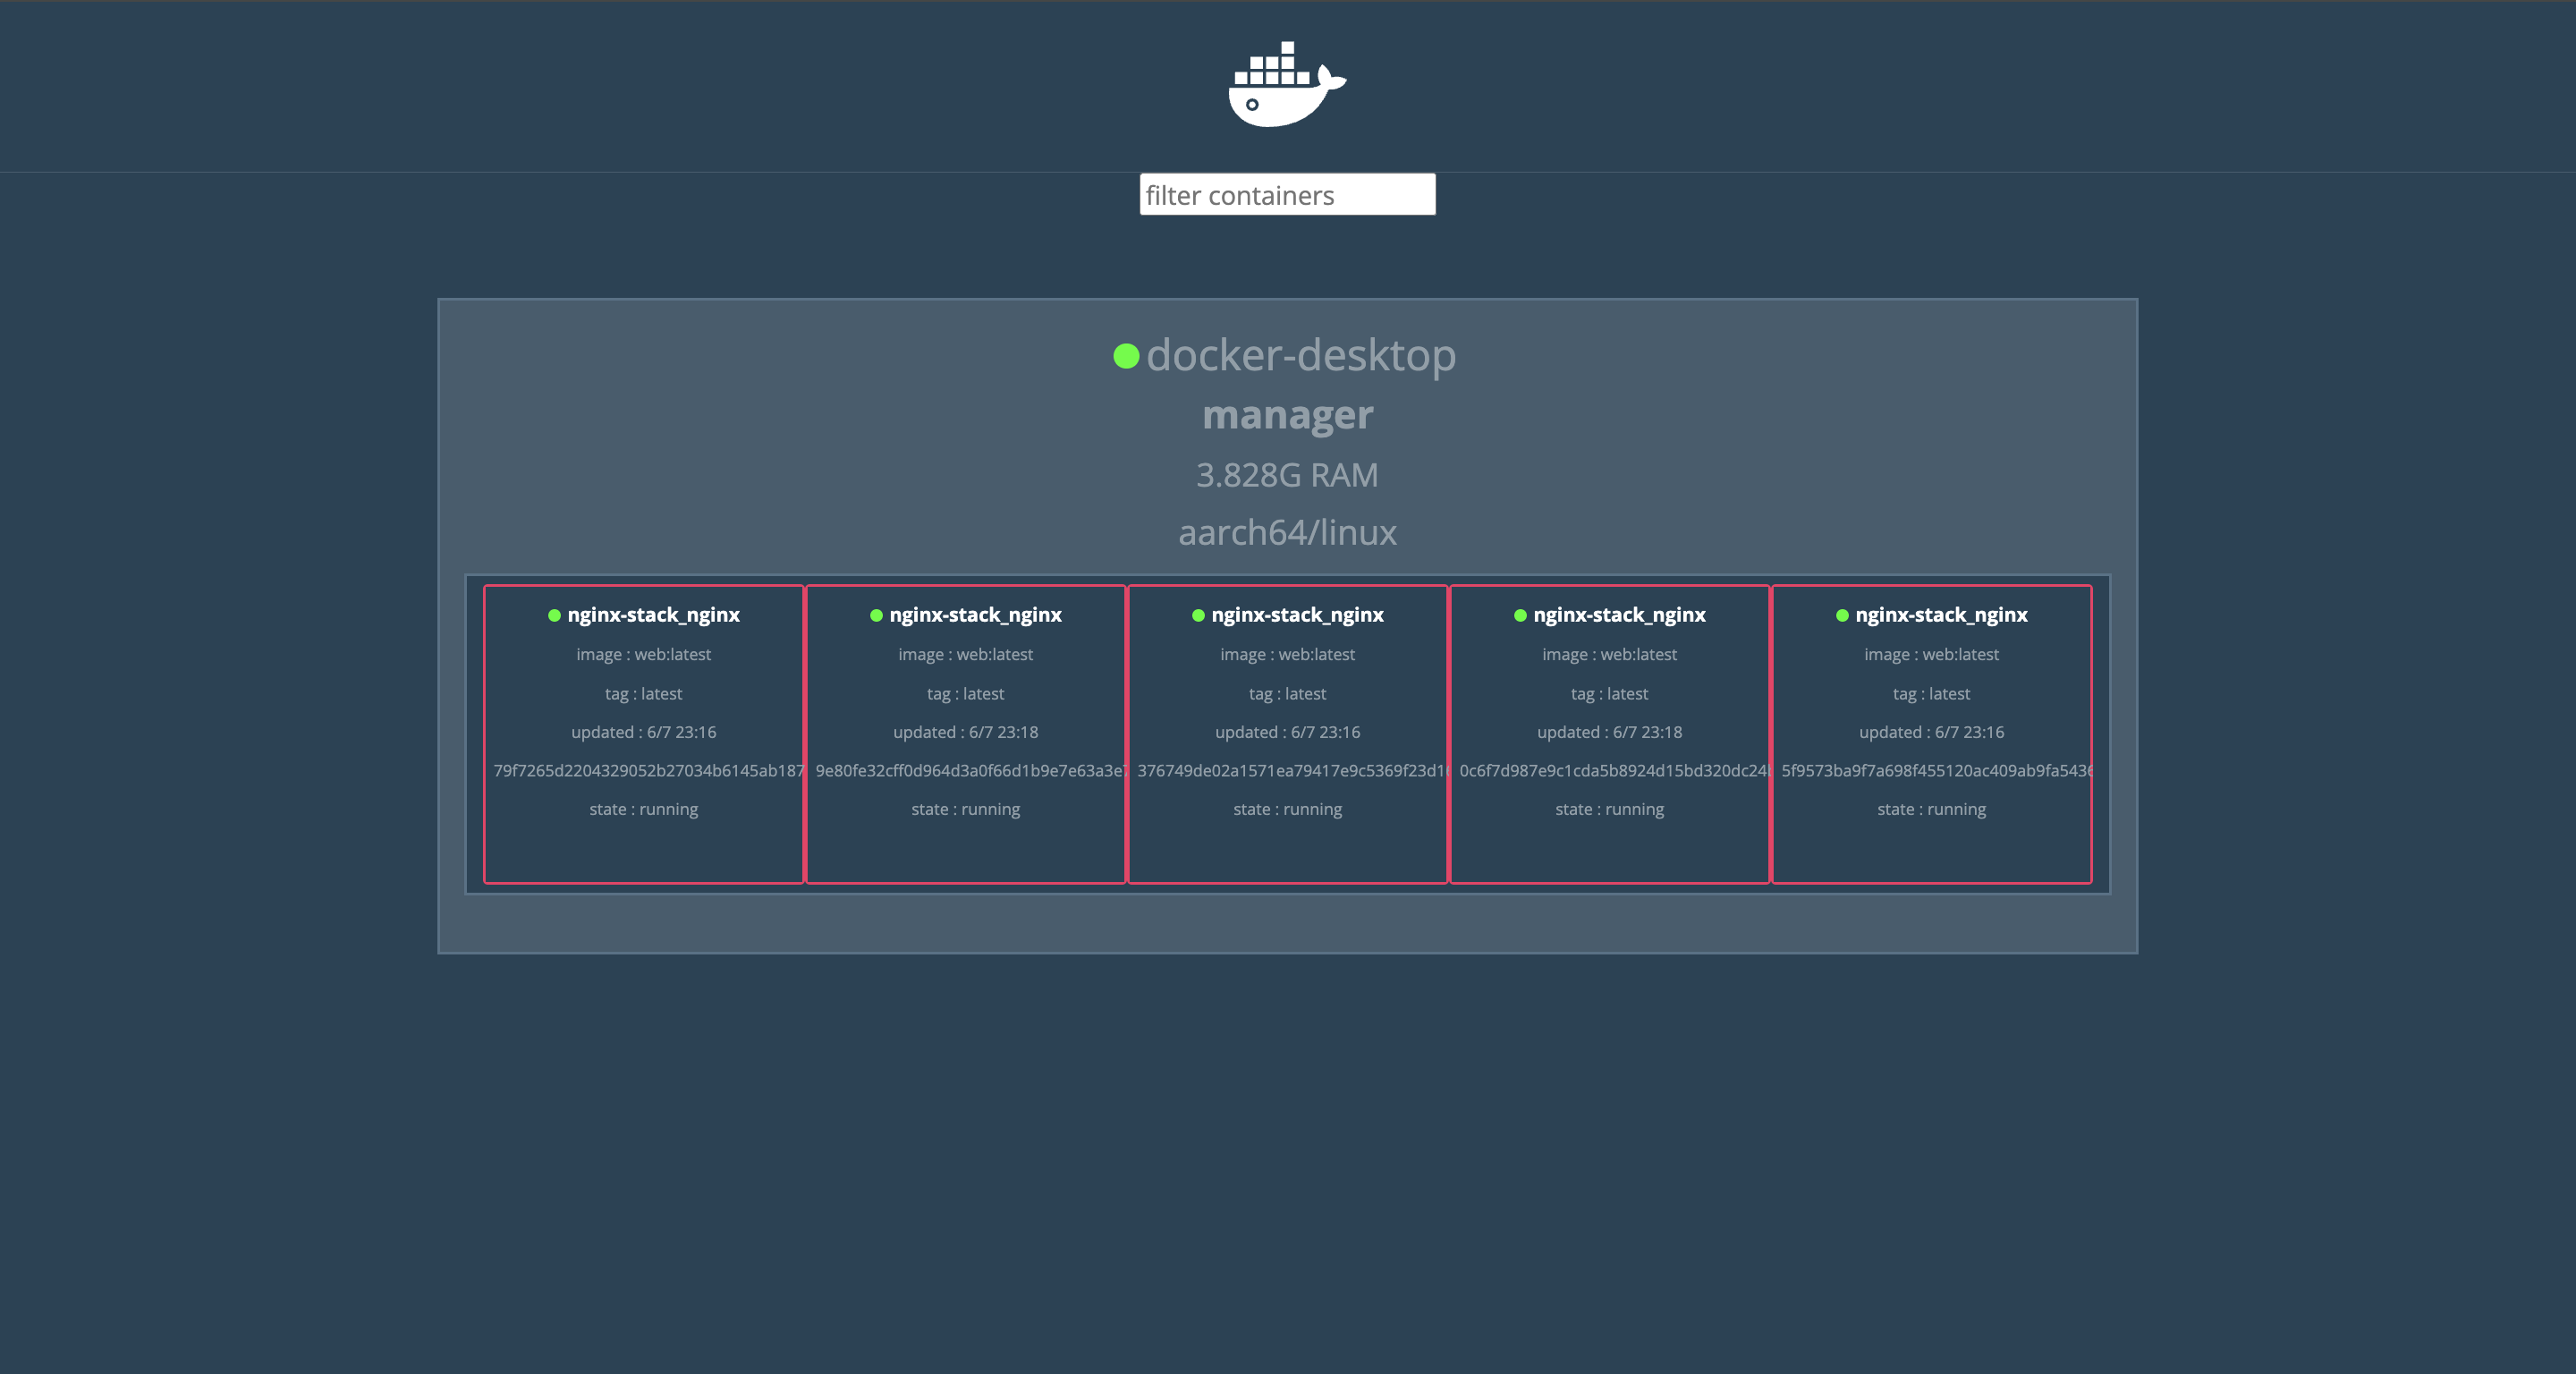 filter containers
docker-desktop
manager
3.828G RAM
aarch64/linux
nginx-stack_nginx
image : web:latest
tag : latest
updated : 6/7 23:16
79f7265d2204329052b27034b6145ab187
state : running
nginx-stack_nginx
image : web:latest
tag : latest
updated : 6/7 23:18
9e80fe32cff0d964d3a0f66d1b9e7e63a3e7
state : running
nginx-stack_nginx
image : web:latest
tag : latest
updated : 6/7 23:16
376749de02a1571ea79417e9c5369f23d16
state : running
nginx-stack_nginx
image : web:latest
tag : latest
updated : 6/7 23:18
0c6f7d987e9c1cda5b8924d15bd320dc24
state : running
nginx-stack_nginx
image : web:latest
tag : latest
updated : 6/7 23:16
5f9573ba9f7a698f455120ac409ab9fa5436
state : running